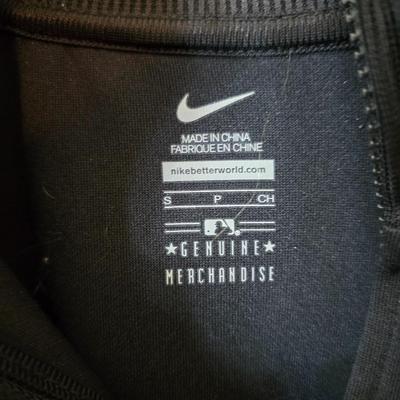 MADE IN CHINA
FABRIQUE EN CHINE
nikebetterworld.com
S P CH
GENUINE
MERCHANDISE